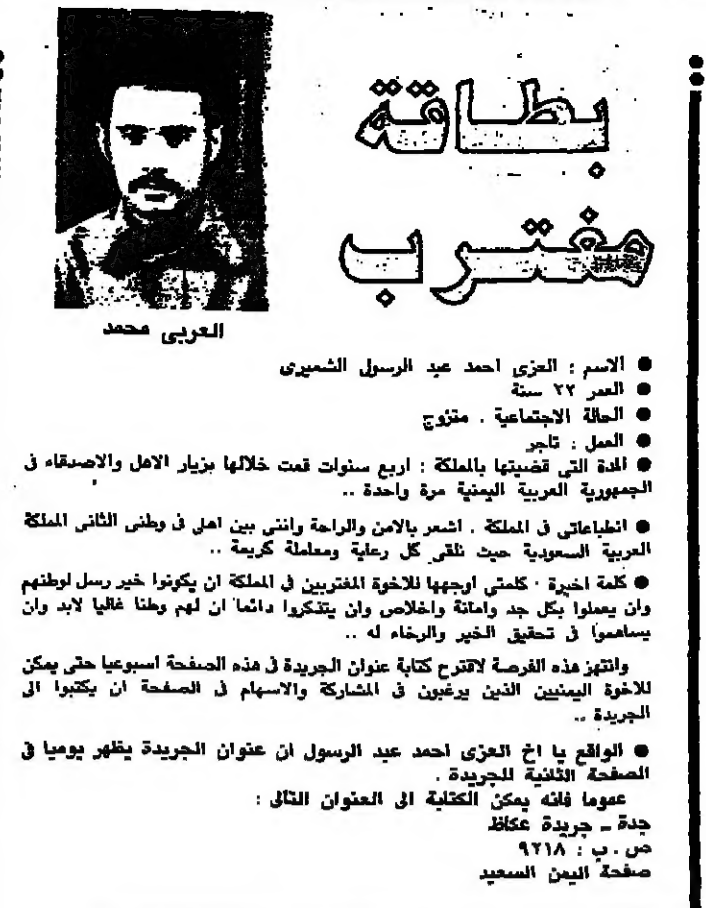 بطاقة
مغترب
العربى محمد
● الاسم : العزى احمد عبد الرسول الشميرى
● العمر ٢٢ سنة
● الحالة الاجتماعية . متزوج
● العمل : تاجر
● المدة التى قضيتها بالمملكة : اربع سنوات قمت خلالها بزيار الاهل والاصدقاء فى
الجمهورية العربية اليمنية مرة واحدة ..
● انطباعاتى فى المملكة . اشعر بالامن والراحة واننى بين اهلى فى وطنى الثانى المملكة
العربية السعودية حيث نلقى كل رعاية ومعاملة كريمة ..
● كلمة اخيرة . كلمتي اوجهها للاخوة المغتربين فى المملكة ان يكونوا خير رسل لوطنهم
وان يعملوا بكل جد وامانة واخلاص وان يتذكروا دائما ان لهم وطنا غاليا لابد وان
يساهموا فى تحقيق الخير والرخاء له ..
وانتهز هذه الفرصة لاقترح كتابة عنوان الجريدة فى هذه الصفحة اسبوعيا حتى يمكن
للاخوة اليمنيين الذين يرغبون فى المشاركة والاسهام فى الصفحة ان يكتبوا الى
الجريدة ..
● الواقع يا اخ العزى احمد عبد الرسول ان عنوان الجريدة يظهر يوميا فى
الصفحة الثانية للجريدة .
عموما فانه يمكن الكتابة الى العنوان التالى :
جدة ـ جريدة عكاظ
ص . ب : ٩٢١٨
صفحة اليمن السعيد